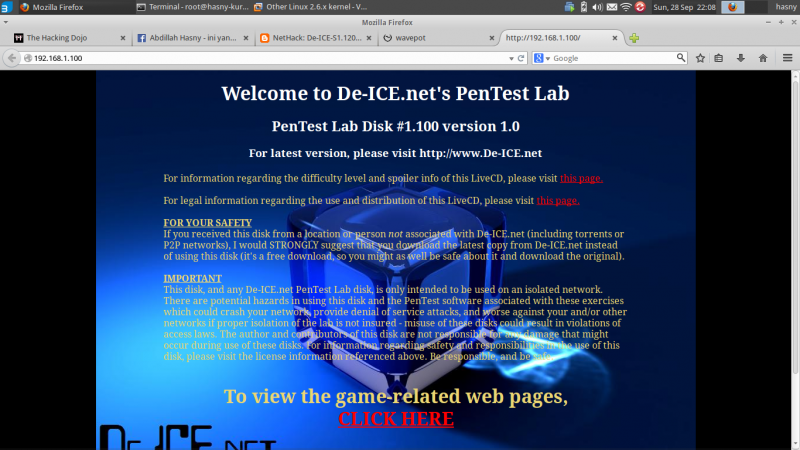 Mozilla Firefox
Terminal - root@hasny-kur...
Other Linux 2.6.x kernel - V...
Sun, 28 Sep 22:08
Mozilla Firefox
hasny
Mozilla Firefox
The Hacking Dojo
Abdillah Hasny - ini yan...
NetHack: De-ICE-S1.120...
wavepot
http://192.168.1.100/
192.168.1.100
Google
Welcome to De-ICE.net's PenTest Lab
PenTest Lab Disk #1.100 version 1.0
For latest version, please visit http://www.De-ICE.net
For information regarding the difficulty level and spoiler info of this LiveCD, please visit this page.
For legal information regarding the use and distribution of this LiveCD, please visit this page.
FOR YOUR SAFETY
If you received this disk from a location or person not associated with De-ICE.net (including torrents or
P2P networks), I would STRONGLY suggest that you download the latest copy from De-ICE.net instead
of using this disk (it's a free download, so you might as well be safe about it and download the original).
IMPORTANT
This disk, and any De-ICE.net PenTest Lab disk, is only intended to be used on an isolated network.
There are potential hazards in using this disk and the PenTest software associated with these exercises
which could crash your network, provide denial of service attacks, and worse against your and/or other
networks if proper isolation of the lab is not insured - misuse of these disks could result in violations of
access laws. The author and contributors of this disk are not responsible for any damage that might
occur during use of these disks. For information regarding safety and responsibilities in the use of this
disk, please visit the license information referenced above. Be responsible, and be safe.
To view the game-related web pages,
CLICK HERE
De-ICE.NET